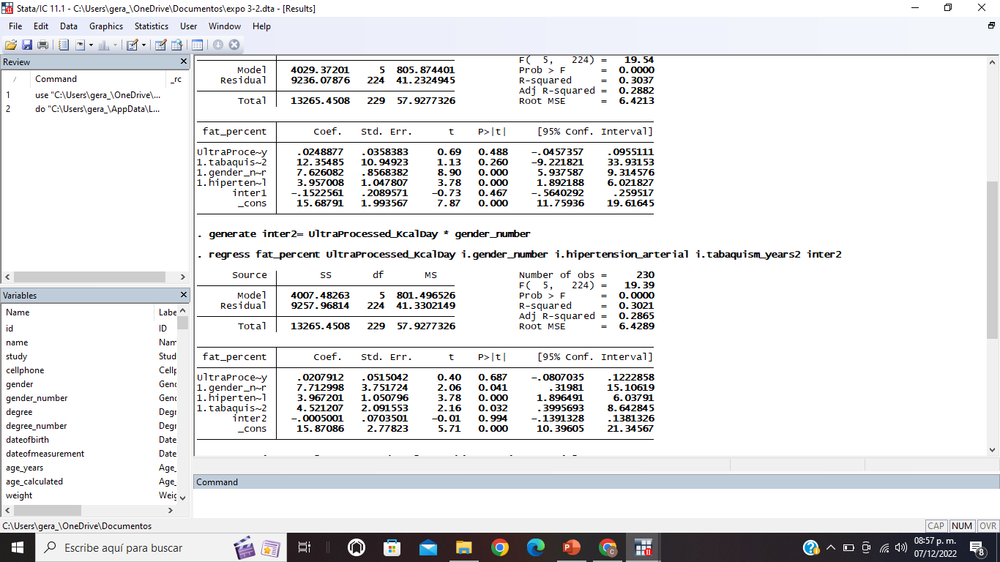 Stata/IC 11.1 - C:\Users\gera_\OneDrive\Documentos\expo 3-2.dta - [Results]
File Edit Data Graphics Statistics User Window Help
Review
Command _rc
1 use "C:\Users\gera_\OneDrive\...
2 do "C:\Users\gera_\AppData\L...
Variables
Name Labe
id ID
name Nam
study Stud
cellphone Cellp
gender Gend
gender_number Gend
degree Degr
degree_number Degr
dateofbirth Date
dateofmeasurement Date
age_years Age_
age_calculated Age_
weight Weig
F( 5, 224) = 19.54
Model 4029.37201 5 805.874401 Prob > F = 0.0000
Residual 9236.07876 224 41.2324945 R-squared = 0.3037
Adj R-squared = 0.2882
Total 13265.4508 229 57.9277326 Root MSE = 6.4213
fat_percent Coef. Std. Err. t P>|t| [95% Conf. Interval]
UltraProce~y .0248877 .0358383 0.69 0.488 -.0457357 .0955111
1.tabaquis~2 12.35485 10.94923 1.13 0.260 -9.221821 33.93153
1.gender_n~r 7.626082 .8568382 8.90 0.000 5.937587 9.314576
1.hiperten~l 3.957008 1.047807 3.78 0.000 1.892188 6.021827
inter1 -.1522561 .2089571 -0.73 0.467 -.5640292 .259517
_cons 15.68791 1.993567 7.87 0.000 11.75936 19.61645
. generate inter2= UltraProcessed_KcalDay * gender_number
. regress fat_percent UltraProcessed_KcalDay i.gender_number i.hipertension_arterial i.tabaquism_years2 inter2
Source SS df MS Number of obs = 230
F( 5, 224) = 19.39
Model 4007.48263 5 801.496526 Prob > F = 0.0000
Residual 9257.96814 224 41.3302149 R-squared = 0.3021
Adj R-squared = 0.2865
Total 13265.4508 229 57.9277326 Root MSE = 6.4289
fat_percent Coef. Std. Err. t P>|t| [95% Conf. Interval]
UltraProce~y .0207912 .0515042 0.40 0.687 -.0807035 .1222858
1.gender_n~r 7.712998 3.751724 2.06 0.041 .31981 15.10619
1.hiperten~l 3.967201 1.050796 3.78 0.000 1.896491 6.03791
1.tabaquis~2 4.521207 2.091553 2.16 0.032 .3995693 8.642845
inter2 -.0005001 .0703501 -0.01 0.994 -.1391328 .1381326
_cons 15.87086 2.77823 5.71 0.000 10.39605 21.34567
Command
C:\Users\gera_\OneDrive\Documentos CAP NUM OVR
Escribe aquí para buscar
08:57 p. m.
07/12/2022
8